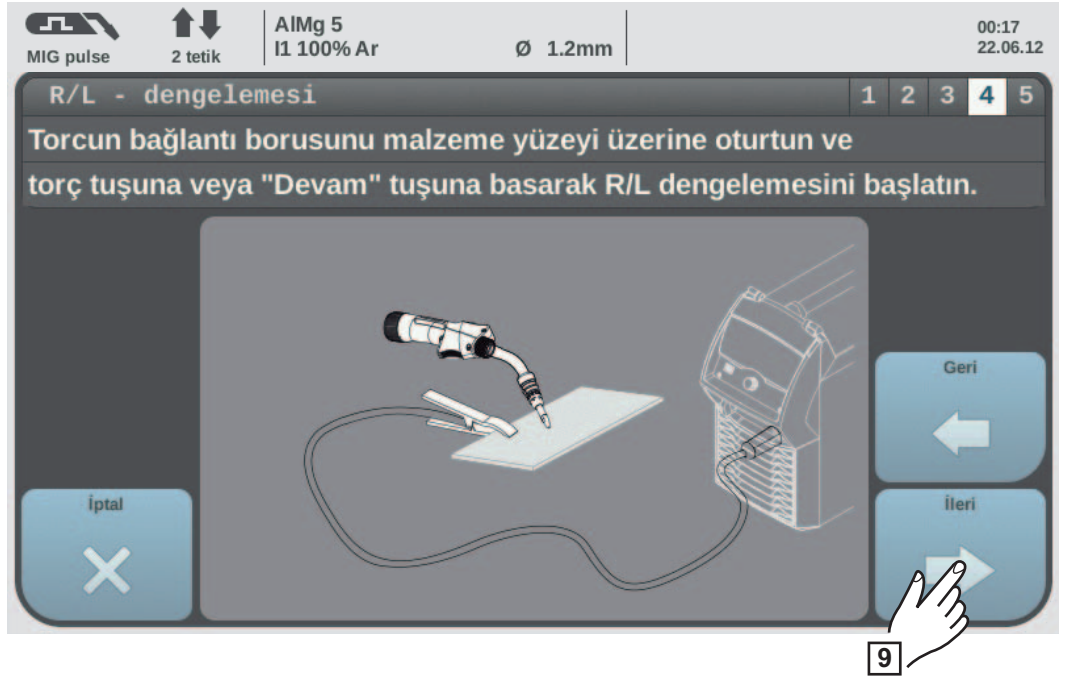 MIG pulse
2 tetik
AlMg 5
I1 100% Ar Ø 1.2mm
00:17
22.06.12
R/L - dengelemesi 1 2 3 4 5
Torcun bağlantı borusunu malzeme yüzeyi üzerine oturtun ve
torç tuşuna veya "Devam" tuşuna basarak R/L dengelemesini başlatın.
Geri
İptal
İleri
9